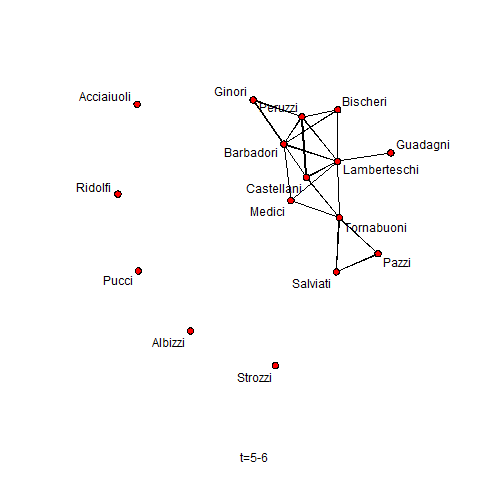 Ginori
Acciaiuoli
Peruzzi
Bischeri
Guadagni
Barbadori
Lamberteschi
Ridolfi
Castellani
Medici
Tornabuoni
Pucci
Pazzi
Salviati
Albizzi
Strozzi
t=5-6